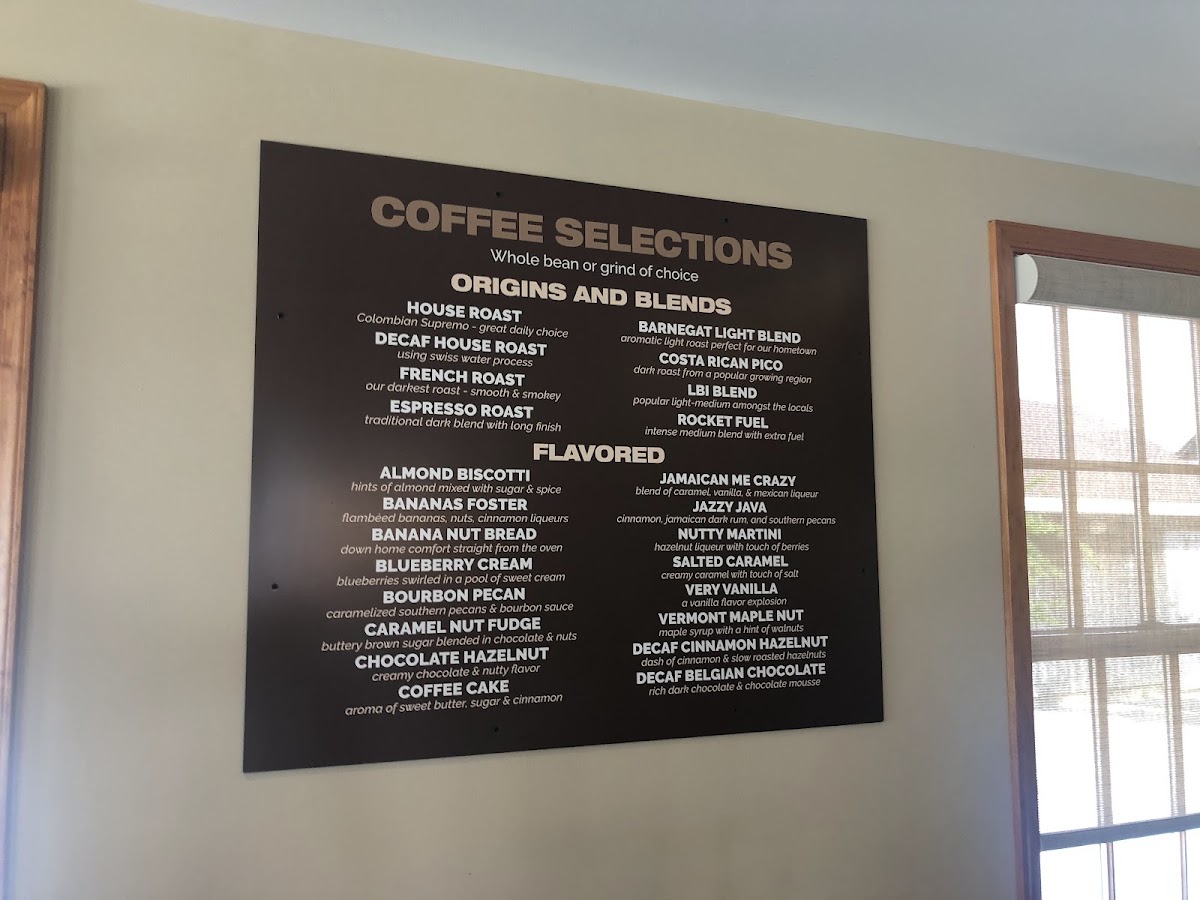 COFFEE SELECTIONS
Whole bean or grind of choice
ORIGINS AND BLENDS
HOUSE ROAST
Colombian Supremo - great daily choice
DECAF HOUSE ROAST
using swiss water process
FRENCH ROAST
our darkest roast - smooth & smokey
ESPRESSO ROAST
traditional dark blend with long finish
BARNEGAT LIGHT BLEND
aromatic light roast perfect for our hometown
COSTA RICAN PICO
dark roast from a popular growing region
LBI BLEND
popular light-medium amongst the locals
ROCKET FUEL
intense medium blend with extra fuel
FLAVORED
ALMOND BISCOTTI
hints of almond mixed with sugar & spice
BANANAS FOSTER
flambéed bananas, nuts, cinnamon liqueurs
BANANA NUT BREAD
down home comfort straight from the oven
BLUEBERRY CREAM
blueberries swirled in a pool of sweet cream
BOURBON PECAN
caramelized southern pecans & bourbon sauce
CARAMEL NUT FUDGE
buttery brown sugar blended in chocolate & nuts
CHOCOLATE HAZELNUT
creamy chocolate & nutty flavor
COFFEE CAKE
aroma of sweet butter, sugar & cinnamon
JAMAICAN ME CRAZY
blend of caramel, vanilla, & mexican liqueur
JAZZY JAVA
cinnamon, jamaican dark rum, and southern pecans
NUTTY MARTINI
hazelnut liqueur with touch of berries
SALTED CARAMEL
creamy caramel with touch of salt
VERY VANILLA
a vanilla flavor explosion
VERMONT MAPLE NUT
maple syrup with a hint of walnuts
DECAF CINNAMON HAZELNUT
dash of cinnamon & slow roasted hazelnuts
DECAF BELGIAN CHOCOLATE
rich dark chocolate & chocolate mousse